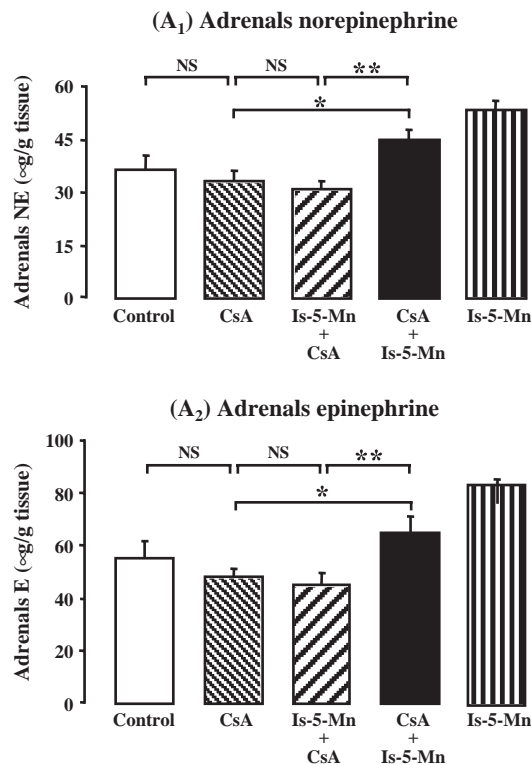 (A1) Adrenals norepinephrine
NS NS **
*
Adrenals NE (∝g/g tissue)
60
45
30
15
0
Control CsA Is-5-Mn CsA Is-5-Mn
+ +
CsA Is-5-Mn
(A2) Adrenals epinephrine
NS NS **
*
Adrenals E (∝g/g tissue)
100
80
60
40
20
0
Control CsA Is-5-Mn CsA Is-5-Mn
+ +
CsA Is-5-Mn